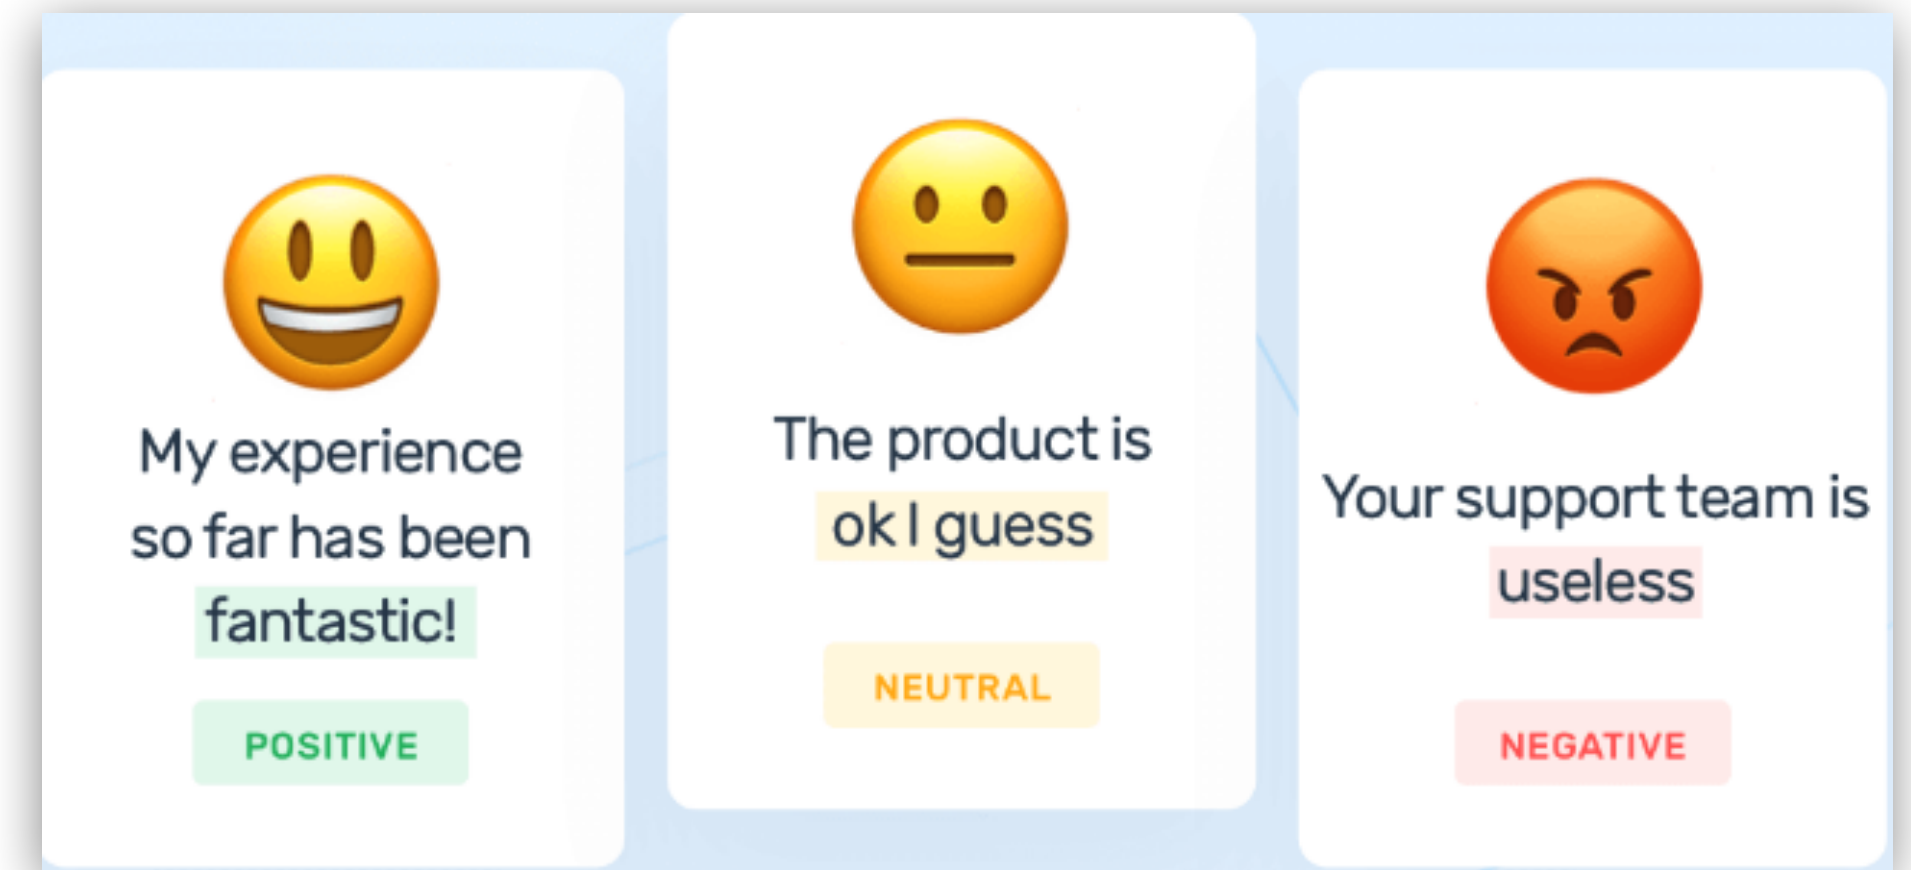 My experience
so far has been
fantastic!
POSITIVE
The product is
ok I guess
NEUTRAL
Your support team is
useless
NEGATIVE